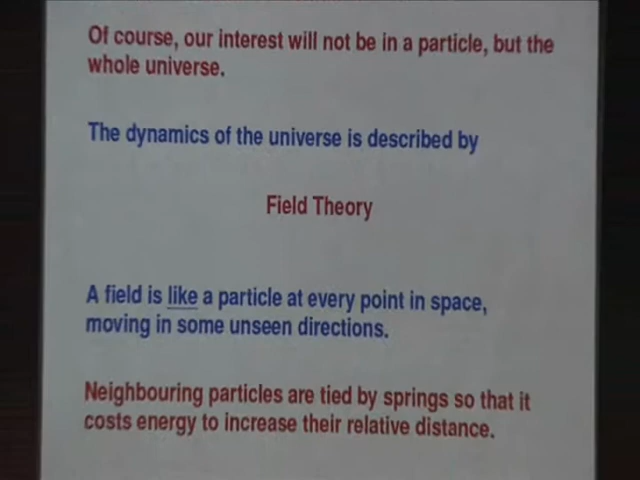 Of course, our interest will not be in a particle, but the
whole universe.
The dynamics of the universe is described by
Field Theory
A field is like a particle at every point in space,
moving in some unseen directions.
Neighbouring particles are tied by springs so that it
costs energy to increase their relative distance.